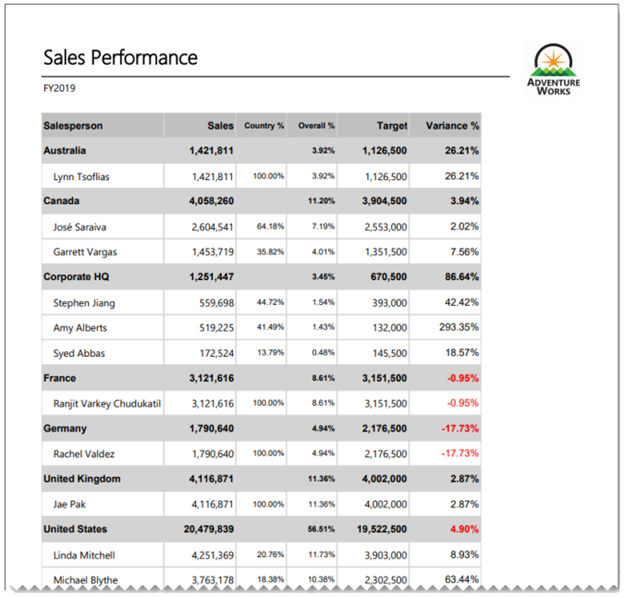 Sales Performance
FY2019
ADVENTURE
WORKS
Salesperson Sales Country % Overall % Target Variance %
Australia 1,421,811 3.92% 1,126,500 26.21%
Lynn Tsoflias 1,421,811 100.00% 3.92% 1,126,500 26.21%
Canada 4,058,260 11.20% 3,904,500 3.94%
José Saraiva 2,604,541 64.18% 7.19% 2,553,000 2.02%
Garrett Vargas 1,453,719 35.82% 4.01% 1,351,500 7.56%
Corporate HQ 1,251,447 3.45% 670,500 86.64%
Stephen Jiang 559,698 44.72% 1.54% 393,000 42.42%
Amy Alberts 519,225 41.49% 1.43% 132,000 293.35%
Syed Abbas 172,524 13.79% 0.48% 145,500 18.57%
France 3,121,616 8.61% 3,151,500 -0.95%
Ranjit Varkey Chudukatil 3,121,616 100.00% 8.61% 3,151,500 -0.95%
Germany 1,790,640 4.94% 2,176,500 -17.73%
Rachel Valdez 1,790,640 100.00% 4.94% 2,176,500 -17.73%
United Kingdom 4,116,871 11.36% 4,002,000 2.87%
Jae Pak 4,116,871 100.00% 11.36% 4,002,000 2.87%
United States 20,479,839 56.51% 19,522,500 4.90%
Linda Mitchell 4,251,369 20.76% 11.73% 3,903,000 8.93%
Michael Blythe 3,763,178 18.38% 10.38% 2,302,500 63.44%